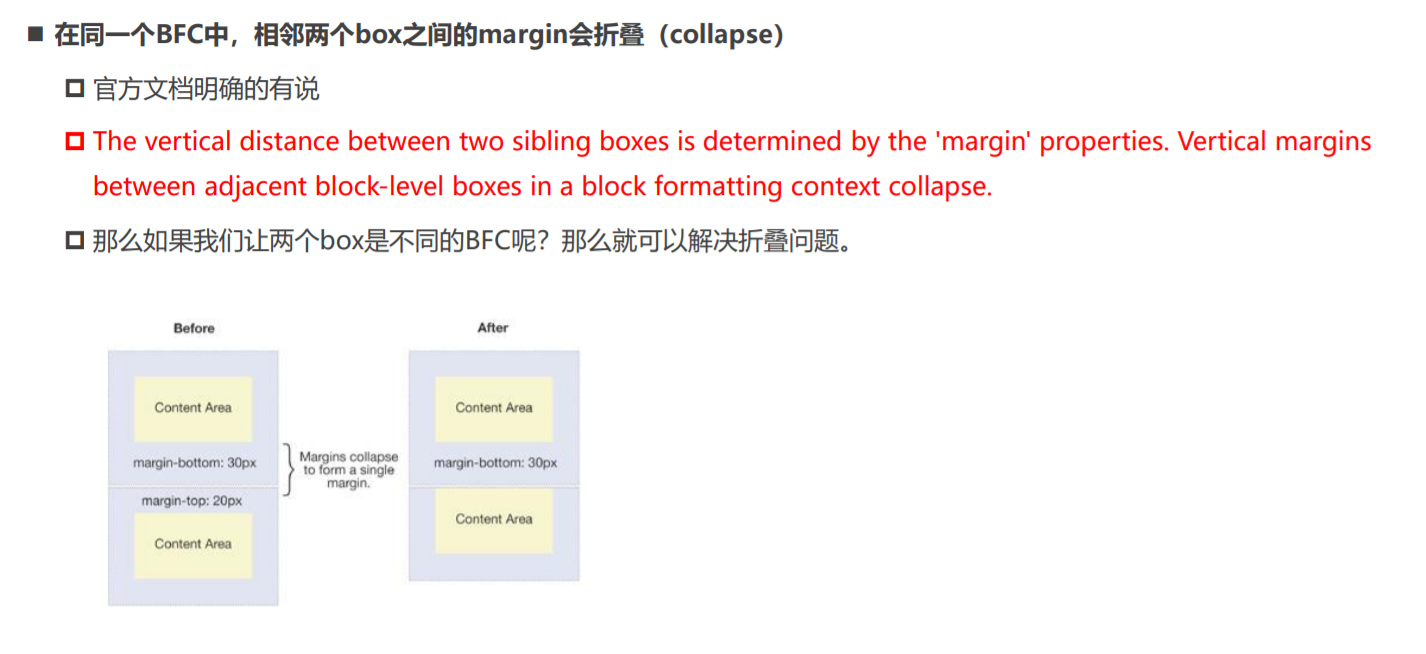 在同一个BFC中，相邻两个box之间的margin会折叠（collapse）
官方文档明确的有说
The vertical distance between two sibling boxes is determined by the 'margin' properties. Vertical margins
between adjacent block-level boxes in a block formatting context collapse.
那么如果我们让两个box是不同的BFC呢？那么就可以解决折叠问题。
Before
Content Area
margin-bottom: 30px
margin-top: 20px
Content Area
Margins collapse
to form a single
margin.
After
Content Area
margin-bottom: 30px
Content Area